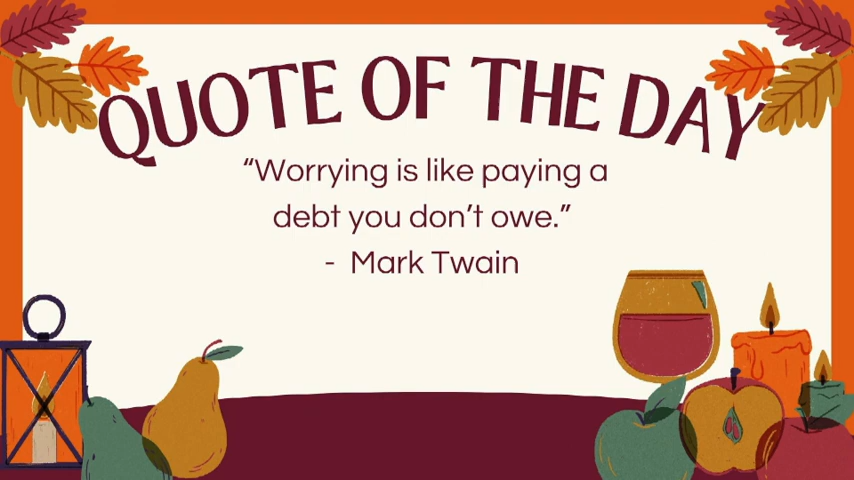 QUOTE OF THE DAY
“Worrying is like paying a
debt you don’t owe.”
- Mark Twain